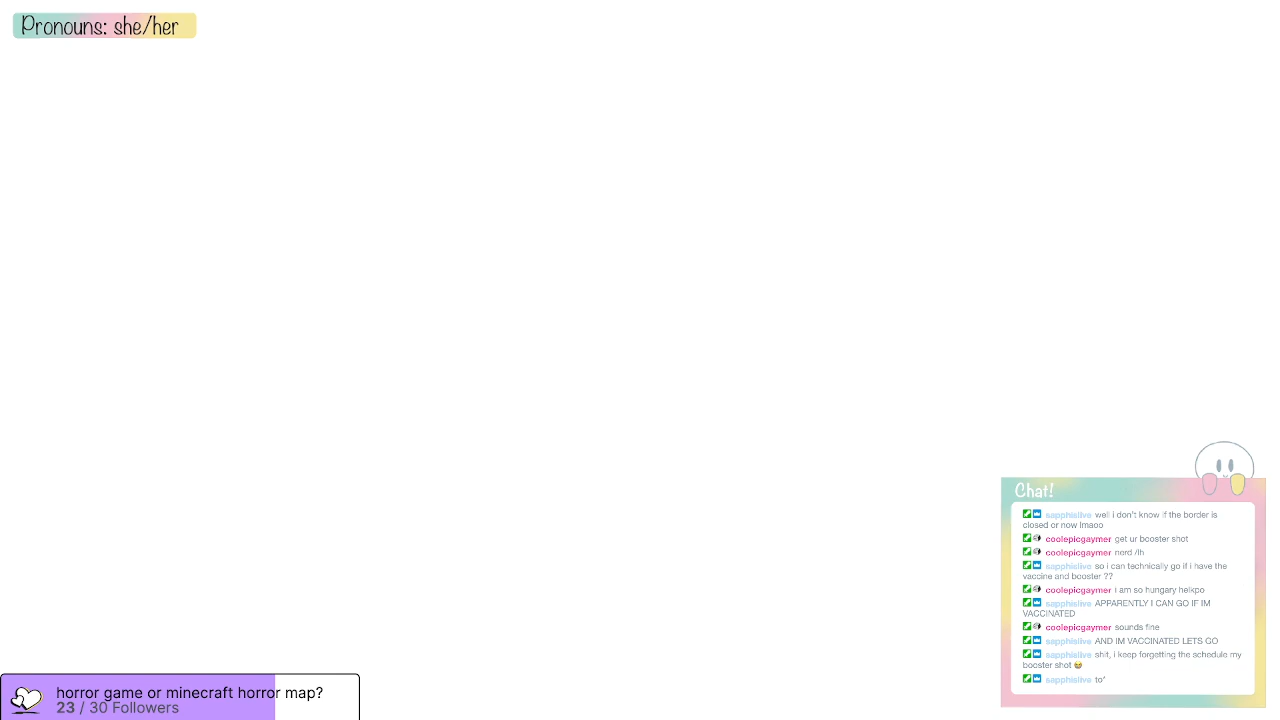 Pronouns: she/her
Chat!
sapphislive well i don't know if the border is
closed or now lmaoo
coolepicgaymer get ur booster shot
coolepicgaymer nerd /lh
sapphislive so i can technically go if i have the
vaccine and booster ??
coolepicgaymer i am so hungary helkpo
sapphislive APPARENTLY I CAN GO IF IM
VACCINATED
coolepicgaymer sounds fine
sapphislive AND IM VACCINATED LETS GO
sapphislive shit, i keep forgetting the schedule my
booster shot 😂
sapphislive to*
horror game or minecraft horror map?
23 / 30 Followers